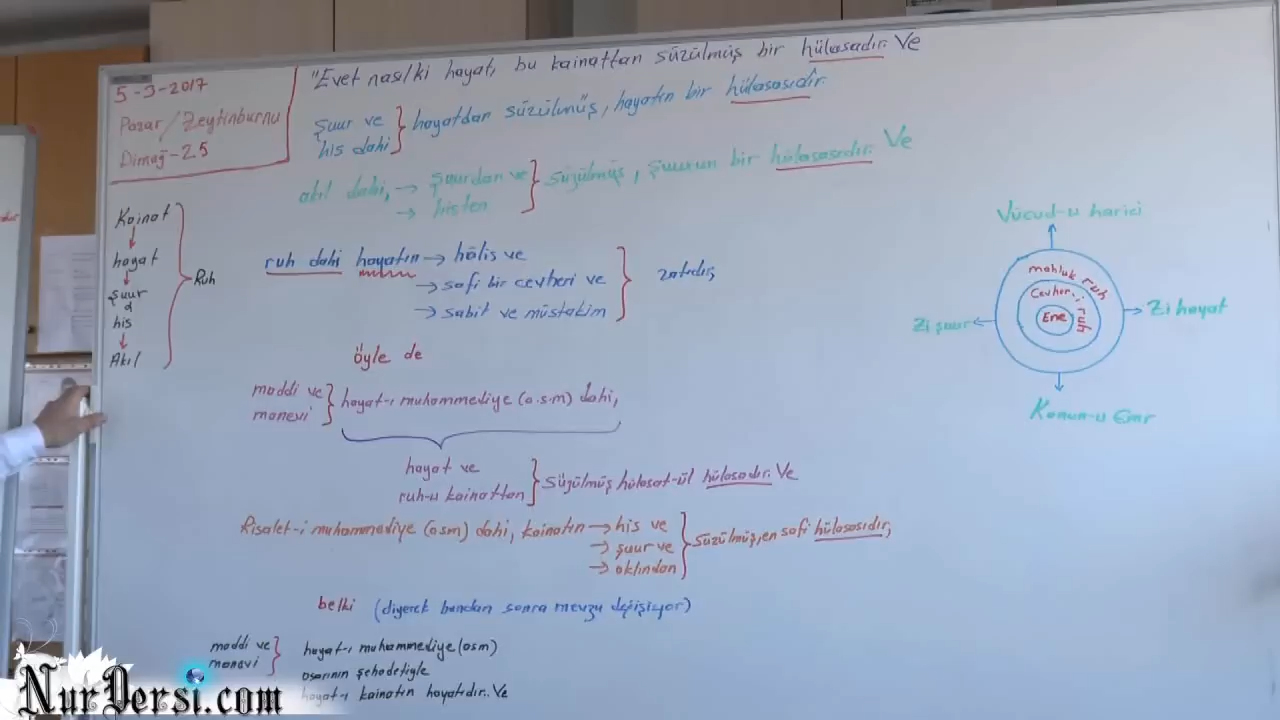 5-3-2017
Pazar / Zeytinburnu
Dimağ-25
"Evet nasılki hayat, bu kainattan süzülmüş bir hülasadır. Ve
Şuur ve
his dahi
hayatdan süzülmüş, hayatın bir hülasasıdır.
akıl dahi, → Şuurdan ve
→ histen
Süzülmüş, Şuurun bir hülasasıdır. Ve
Kainat
hayat
Şuur
his
Akıl
Ruh
ruh dahi hayatın → hâlis ve
→ safi bir cevheri ve
→ sabit ve müstakim
zatıdır,
öyle de
maddi ve
manevi
hayat-ı muhammediye (a.s.m) dahi,
hayat ve
ruh-u kainattan
Süzülmüş hülasat-ül hülasadır. Ve
Risalet-i muhammediye (asm) dahi, kainatın → his ve
→ şuur ve
→ aklından
Süzülmüş, en safi hülasasıdır,
belki (diyerek bundan sonra mevzu değişiyor)
maddi ve
manavi
hayat-ı muhammediye (asm)
asarının şehadetiyle
hayat-ı kainatın hayatıdır.. Ve
Vücud-u harici
mahluk ruh
Cevher-i ruh
Ene
Zi şuur
Zi hayat
Kanun-u Emr
NurDersi.com